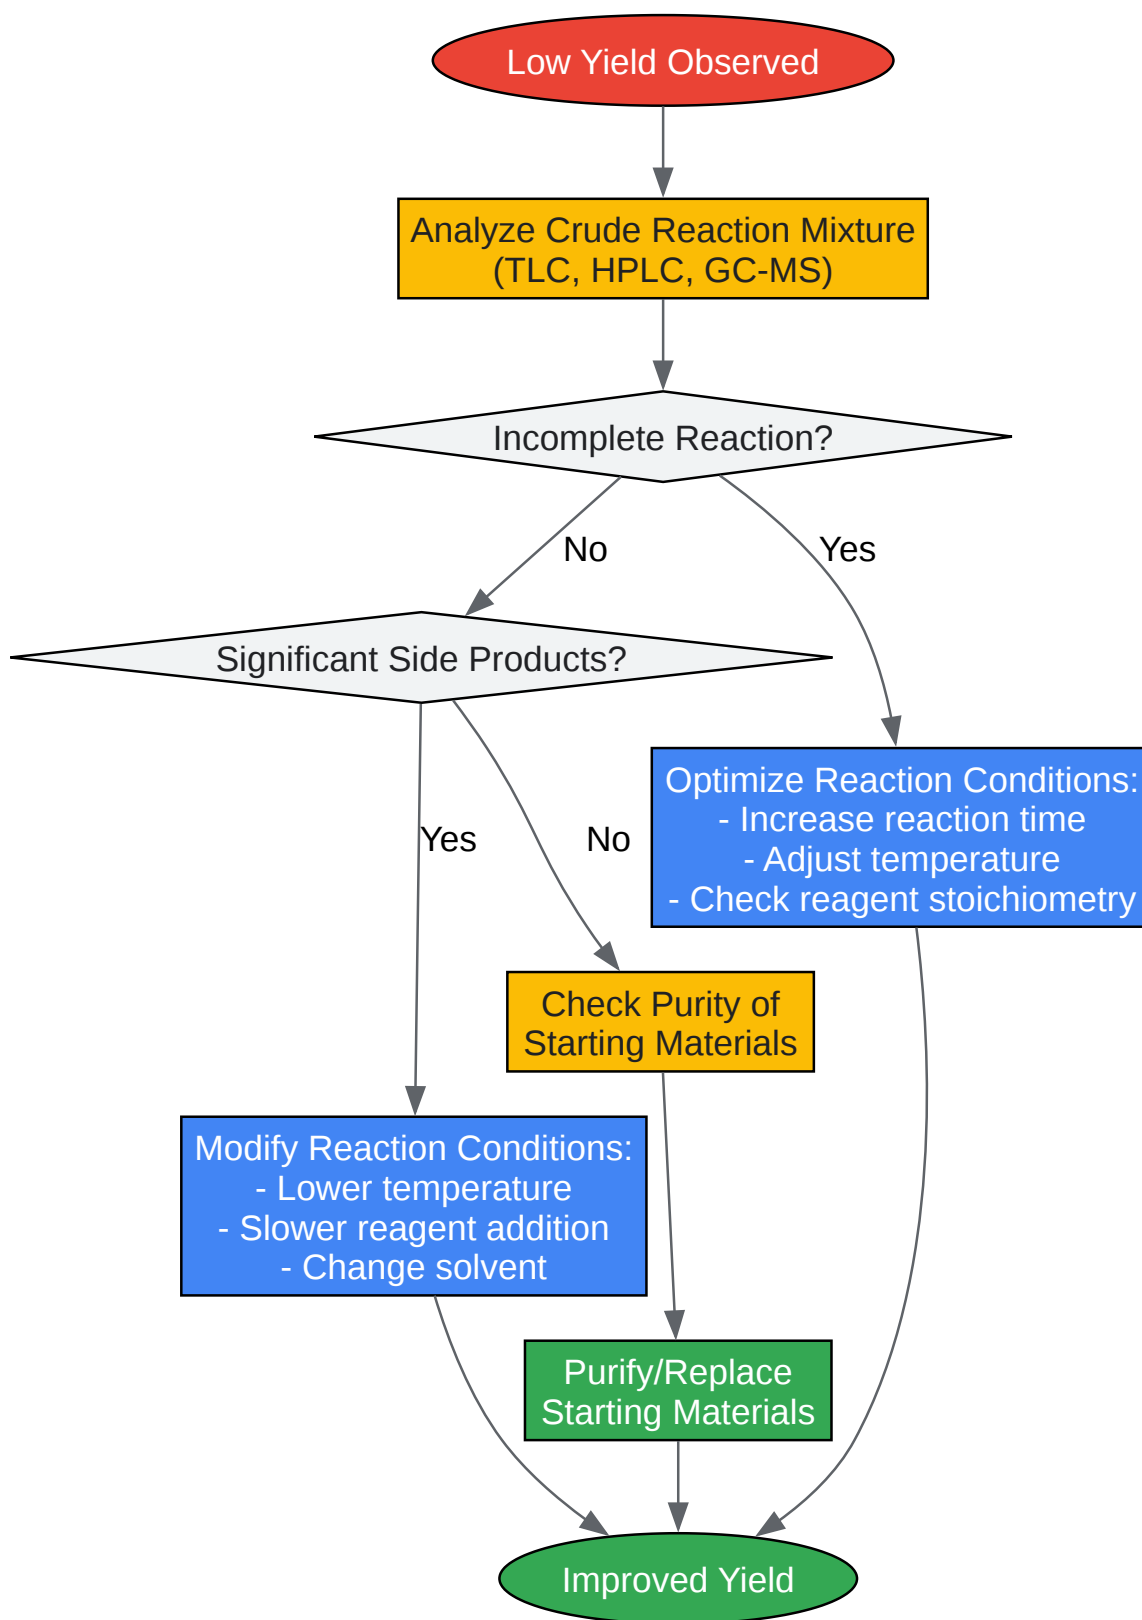 Low Yield Observed
Analyze Crude Reaction Mixture
(TLC, HPLC, GC-MS)
Incomplete Reaction?
No
Yes
Significant Side Products?
Optimize Reaction Conditions:
- Increase reaction time
- Adjust temperature
- Check reagent stoichiometry
Yes
No
Check Purity of
Starting Materials
Modify Reaction Conditions:
- Lower temperature
- Slower reagent addition
- Change solvent
Purify/Replace
Starting Materials
Improved Yield